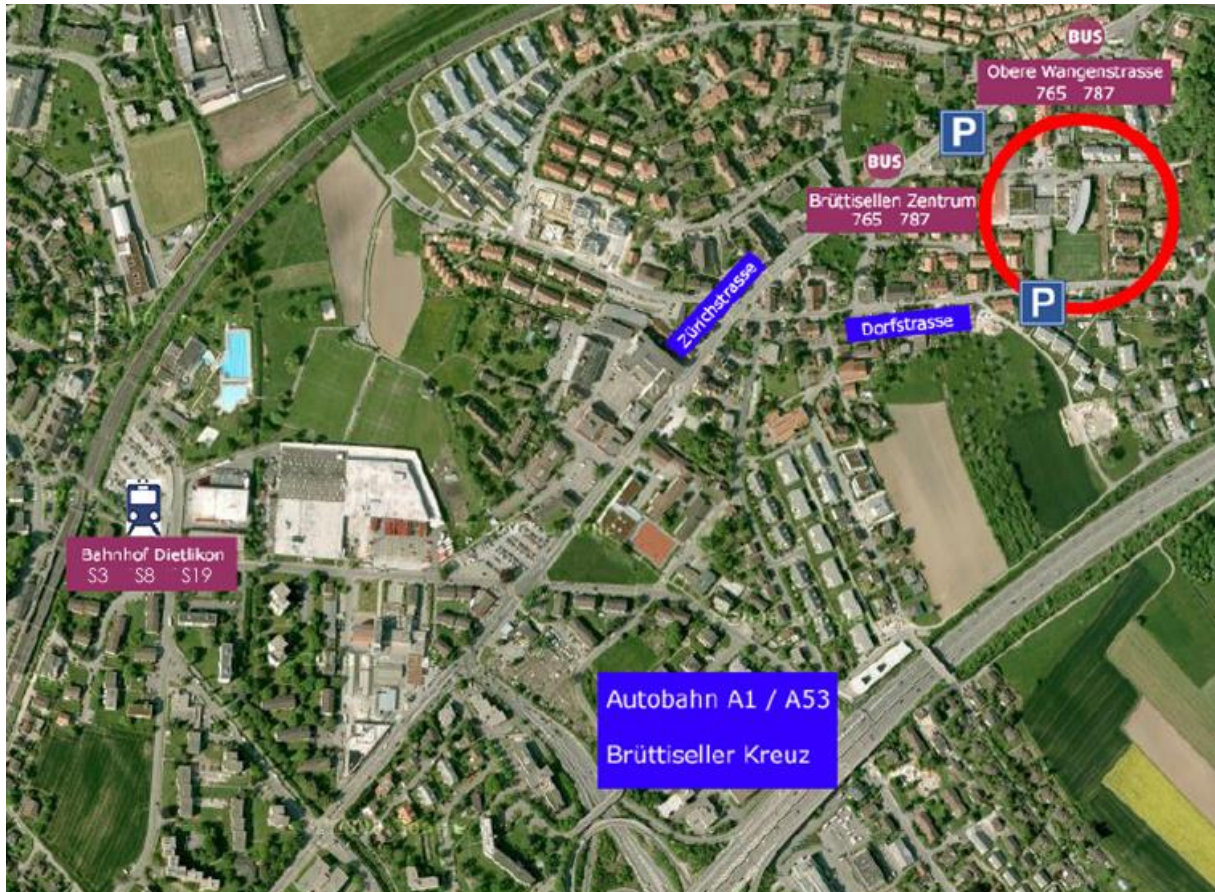 BUS
Obere Wangenstrasse
765 787
P
BUS
Brüttisellen Zentrum
765 787
Zürichstrasse
P
Dorfstrasse
Bahnhof Dietlikon
S3 S8 S19
Autobahn A1 / A53
Brüttiseller Kreuz